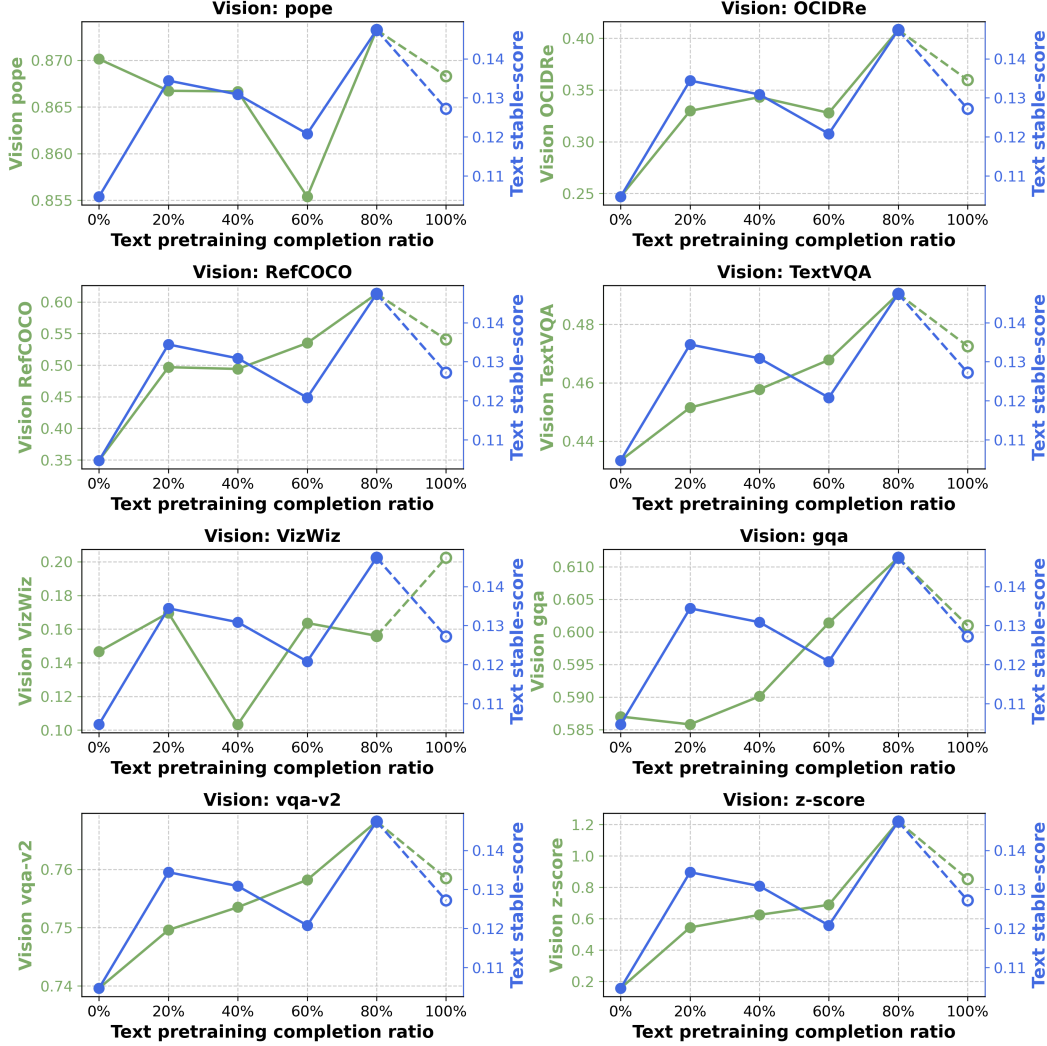 Vision: pope
Vision pope
0.870
0.865
0.860
0.855
0.14
0.13
0.12
0.11
Text stable-score
0% 20% 40% 60% 80% 100%
Text pretraining completion ratio
Vision: OCIDRe
Vision OCIDRe
0.40
0.35
0.30
0.25
0.14
0.13
0.12
0.11
Text stable-score
0% 20% 40% 60% 80% 100%
Text pretraining completion ratio
Vision: RefCOCO
Vision RefCOCO
0.60
0.55
0.50
0.45
0.40
0.35
0.14
0.13
0.12
0.11
Text stable-score
0% 20% 40% 60% 80% 100%
Text pretraining completion ratio
Vision: TextVQA
Vision TextVQA
0.48
0.46
0.44
0.14
0.13
0.12
0.11
Text stable-score
0% 20% 40% 60% 80% 100%
Text pretraining completion ratio
Vision: VizWiz
Vision VizWiz
0.20
0.18
0.16
0.14
0.12
0.10
0.14
0.13
0.12
0.11
Text stable-score
0% 20% 40% 60% 80% 100%
Text pretraining completion ratio
Vision: gqa
Vision gqa
0.610
0.605
0.600
0.595
0.590
0.585
0.14
0.13
0.12
0.11
Text stable-score
0% 20% 40% 60% 80% 100%
Text pretraining completion ratio
Vision: vqa-v2
Vision vqa-v2
0.76
0.75
0.74
0.14
0.13
0.12
0.11
Text stable-score
0% 20% 40% 60% 80% 100%
Text pretraining completion ratio
Vision: z-score
Vision z-score
1.2
1.0
0.8
0.6
0.4
0.2
0.14
0.13
0.12
0.11
Text stable-score
0% 20% 40% 60% 80% 100%
Text pretraining completion ratio